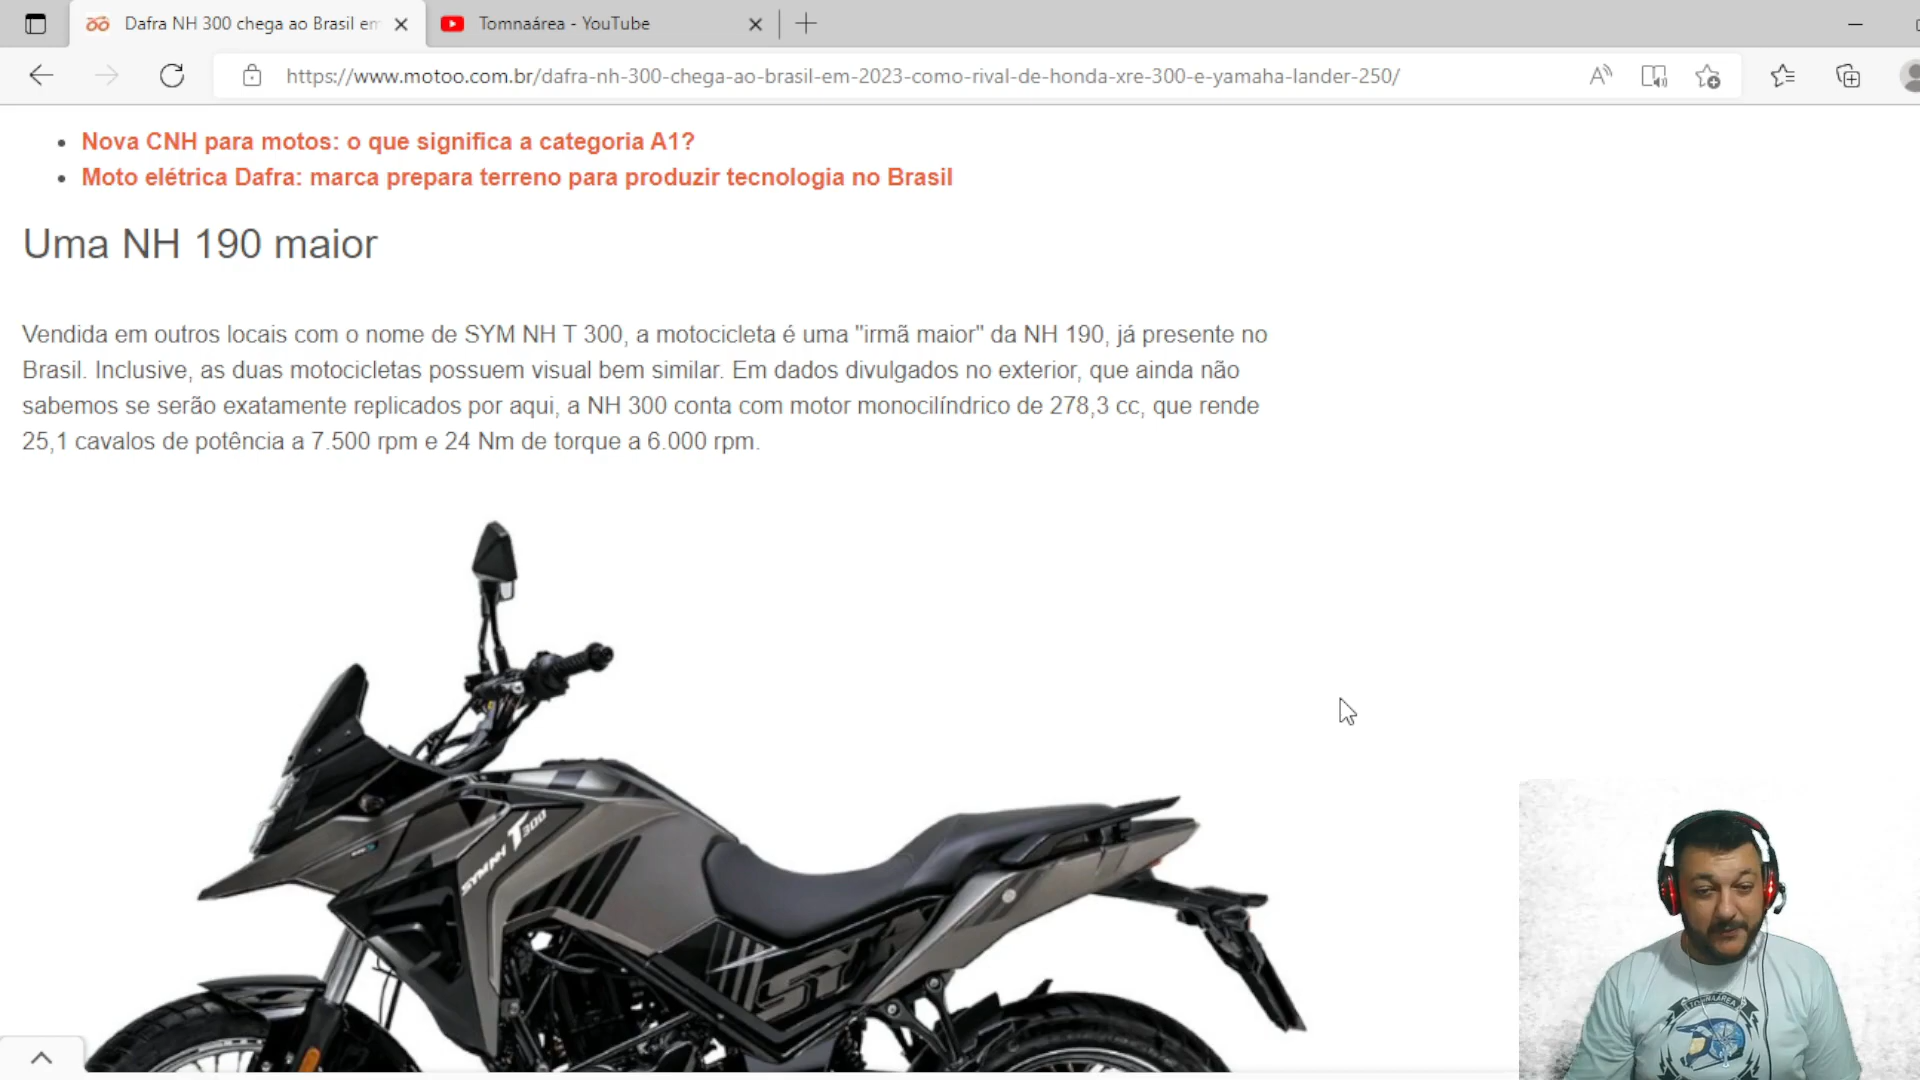 Dafra NH 300 chega ao Brasil em
Tomnaárea - YouTube
https://www.motoo.com.br/dafra-nh-300-chega-ao-brasil-em-2023-como-rival-de-honda-xre-300-e-yamaha-lander-250/
• Nova CNH para motos: o que significa a categoria A1?
• Moto elétrica Dafra: marca prepara terreno para produzir tecnologia no Brasil
Uma NH 190 maior
Vendida em outros locais com o nome de SYM NH T 300, a motocicleta é uma "irmã maior" da NH 190, já presente no
Brasil. Inclusive, as duas motocicletas possuem visual bem similar. Em dados divulgados no exterior, que ainda não
sabemos se serão exatamente replicados por aqui, a NH 300 conta com motor monocilíndrico de 278,3 cc, que rende
25,1 cavalos de potência a 7.500 rpm e 24 Nm de torque a 6.000 rpm.
SYM NH T 300
SYM
TOMNAÁREA